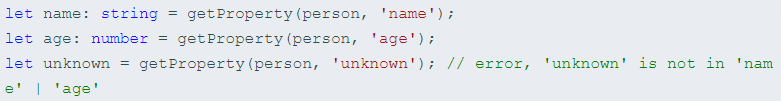 let name: string = getProperty(person, 'name');
let age: number = getProperty(person, 'age');
let unknown = getProperty(person, 'unknown'); // error, 'unknown' is not in 'nam
e' | 'age'